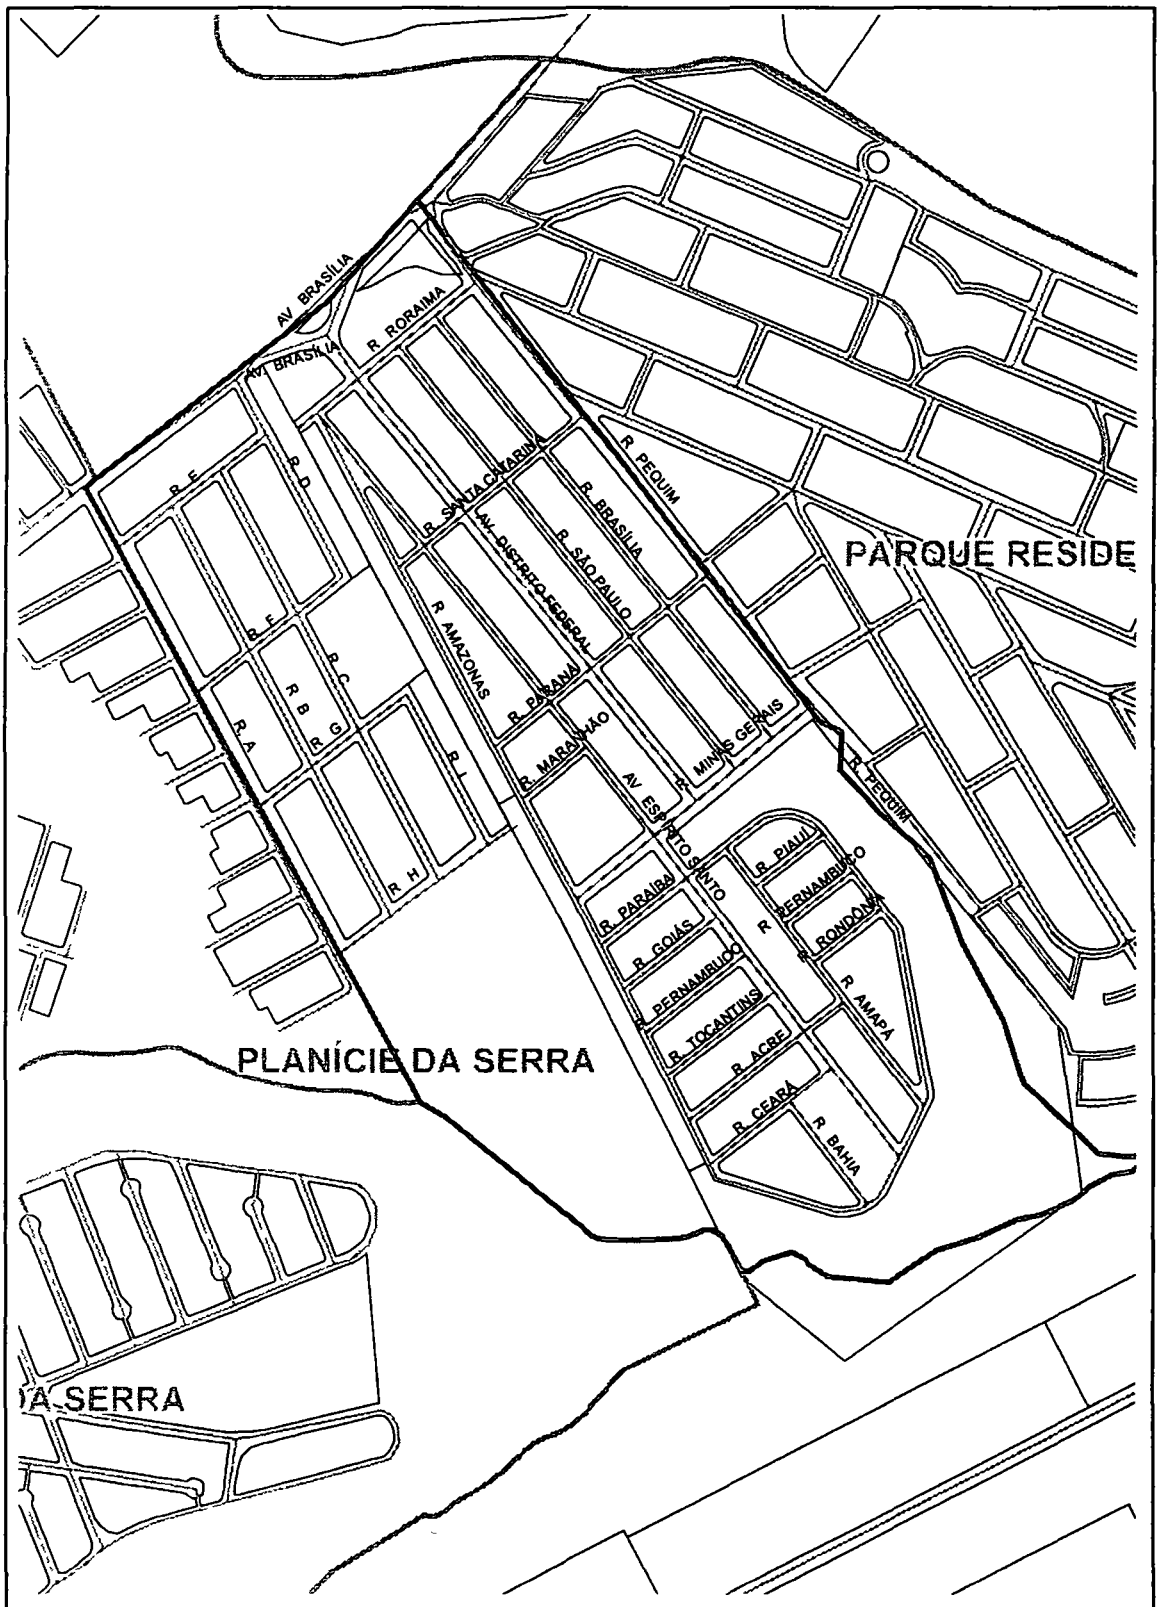 AV BRASÍLIA
AV. BRASÍLIA
R RORAIMA
R E
R D
R PEQUIM
R. SANTA CATARIN
R BRASÍLIA
AV. DISTRITO FEDERAL
R SÃO PAULO
PARQUE RESIDE
R AMAZONAS
R F
R C
R B
R A
R G
R I
R. PARANÁ
R. MARANHÃO
R MINAS GERAIS
AV ESPÍRITO SANTO
R. PEQUIM
R H
R. PIAUÍ
R PERNAMBUCO
R RONDÔNIA
R. PARAÍBA
R. GOIÁS
R PERNAMBUCO
R. TOCANTINS
R AMAPÁ
R. ACRE
R. CEARÁ
R BAHIA
PLANÍCIE DA SERRA
DA SERRA